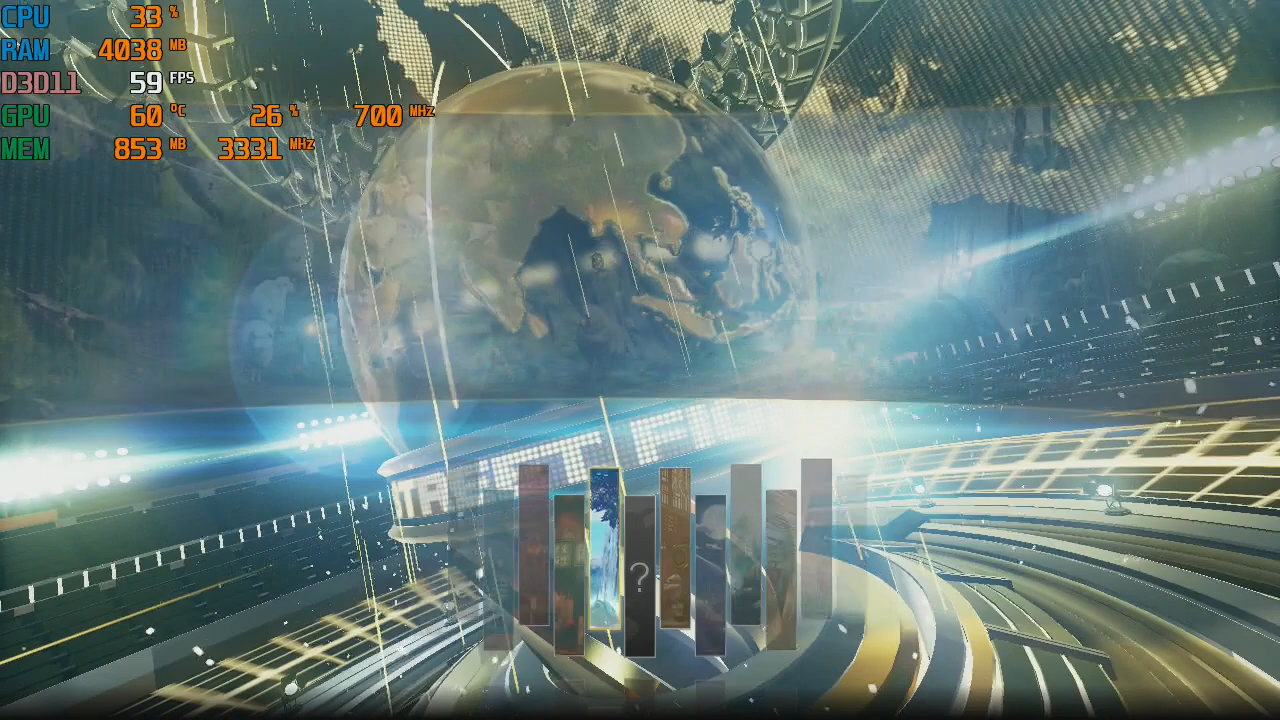 CPU 33 %
RAM 4038 MB
D3D11 59 FPS
GPU 60 °C 26 % 700 MHz
MEM 853 MB 3331 MHz
?